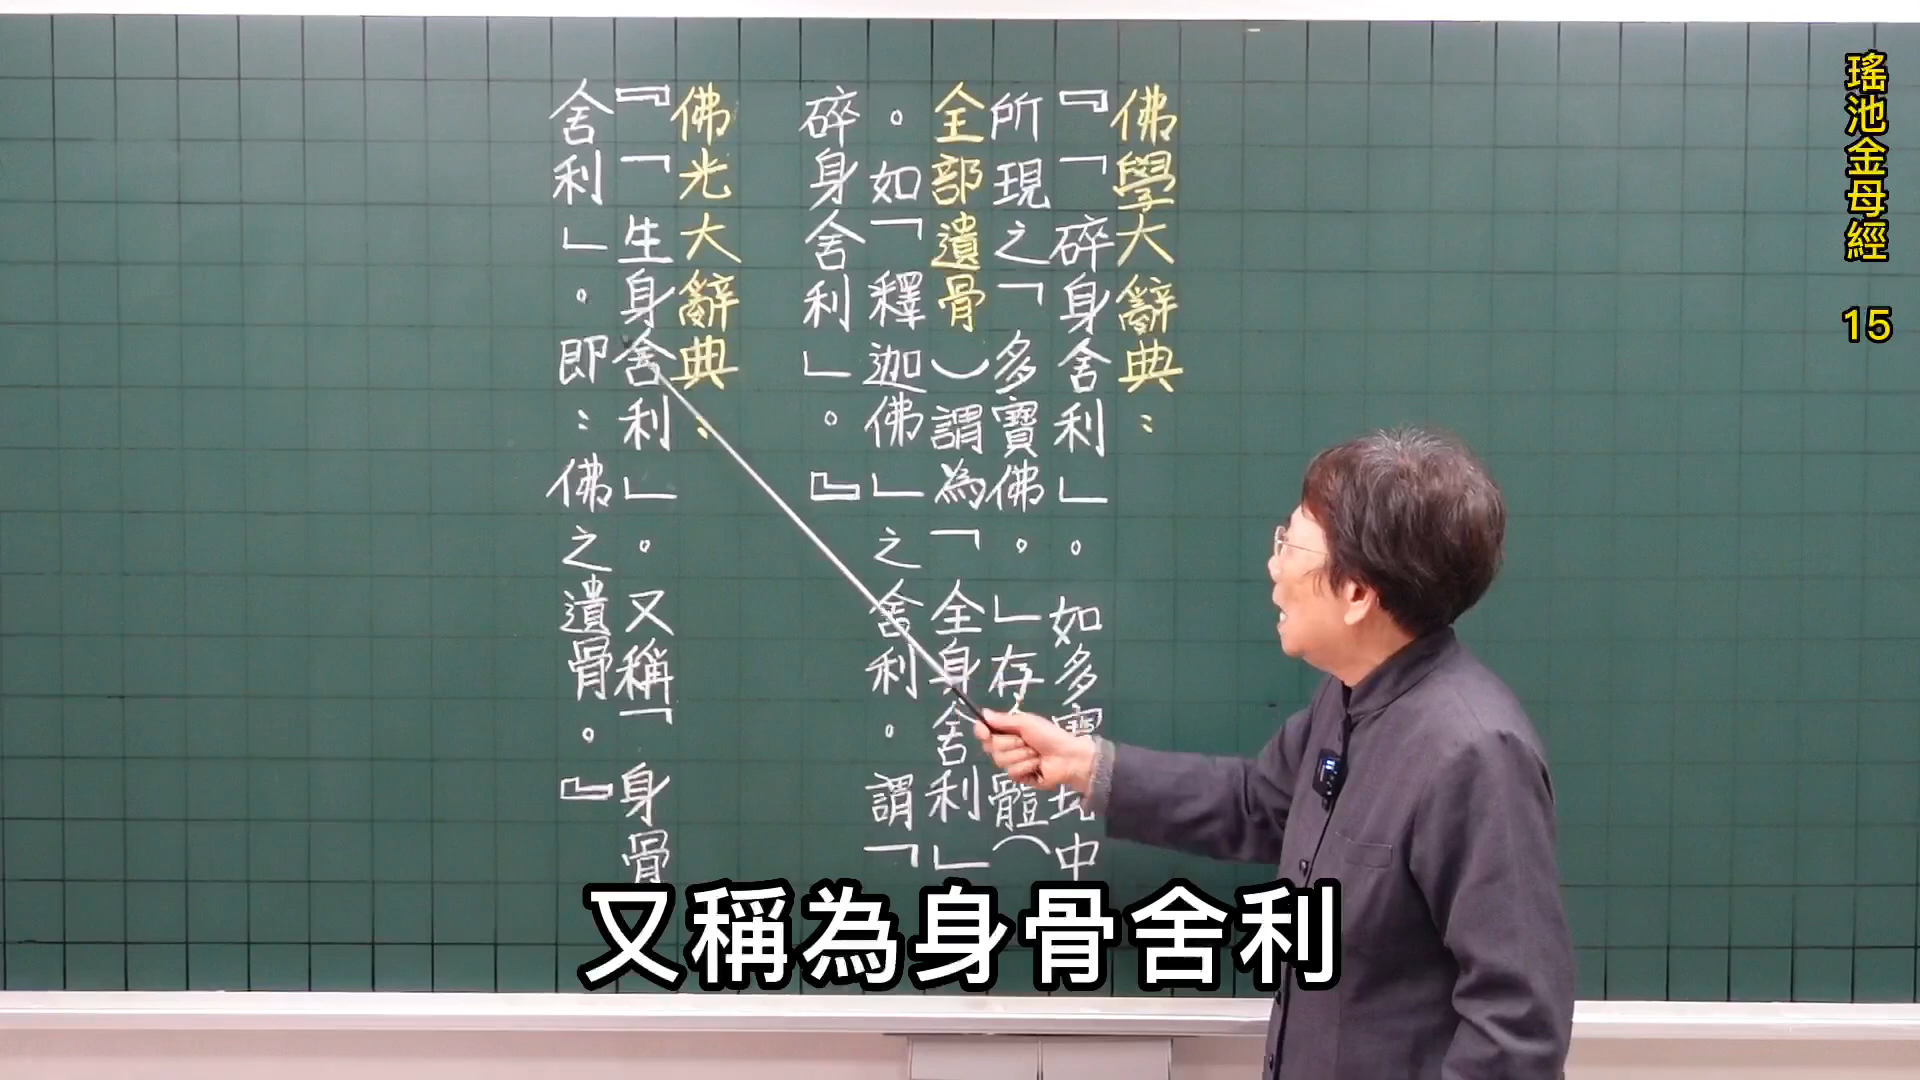 瑤池金母經 15
佛學大辭典：
『「碎身舍利」。如多寶塔中
所現之「多寶佛。」存全體（
全部遺骨）謂為「全身舍利」
。如「釋迦佛」之舍利。謂「
碎身舍利」。』
佛光大辭典：
『「生身舍利」。又稱「身骨
舍利」。即：佛之遺骨。』
又稱為身骨舍利